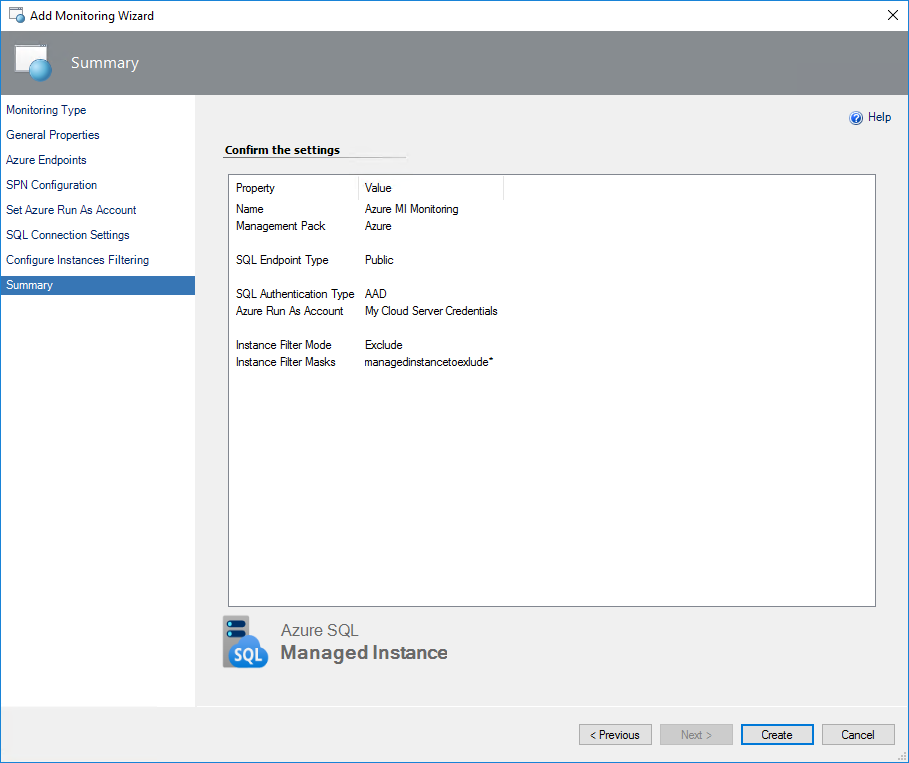 Add Monitoring Wizard
Summary
Monitoring Type
General Properties
Azure Endpoints
SPN Configuration
Set Azure Run As Account
SQL Connection Settings
Configure Instances Filtering
Summary
Help
Confirm the settings
Property Value
Name Azure MI Monitoring
Management Pack Azure
SQL Endpoint Type Public
SQL Authentication Type AAD
Azure Run As Account My Cloud Server Credentials
Instance Filter Mode Exclude
Instance Filter Masks managedinstancetoexlude*
SQL
Azure SQL
Managed Instance
< Previous
Next >
Create
Cancel